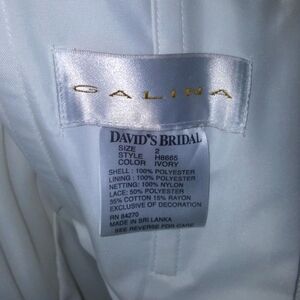 GALINA
DAVID'S BRIDAL
SIZE 2
STYLE H8665
COLOR IVORY
SHELL : 100% POLYESTER
LINING : 100% POLYESTER
NETTING: 100% NYLON
LACE: 50% POLYESTER
35% COTTON 15% RAYON
EXCLUSIVE OF DECORATION
RN 84270
MADE IN SRI LANKA
SEE REVERSE FOR CARE